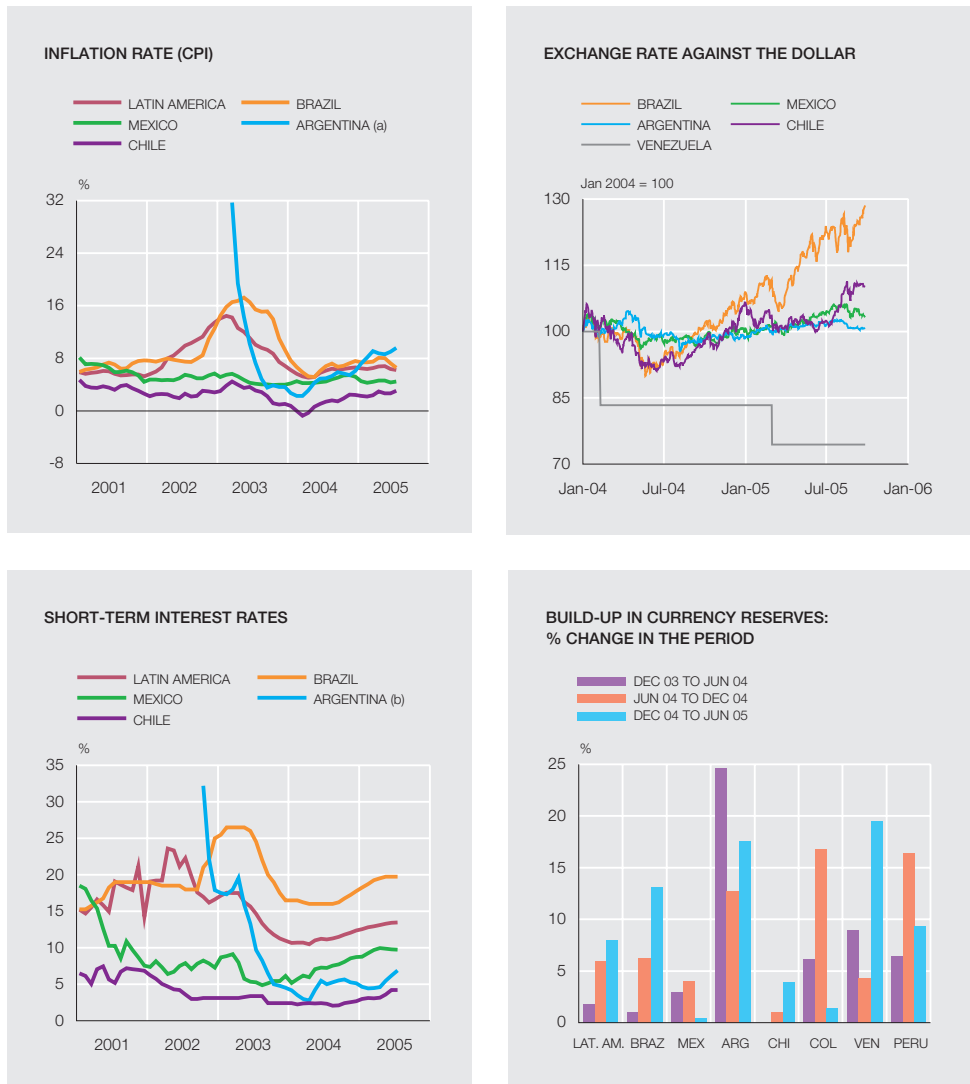 INFLATION RATE (CPI)
LATIN AMERICA
BRAZIL
MEXICO
ARGENTINA (a)
CHILE
%
32
24
16
8
0
-8
2001 2002 2003 2004 2005
EXCHANGE RATE AGAINST THE DOLLAR
BRAZIL
MEXICO
ARGENTINA
CHILE
VENEZUELA
Jan 2004 = 100
130
115
100
85
70
Jan-04 Jul-04 Jan-05 Jul-05 Jan-06
SHORT-TERM INTEREST RATES
LATIN AMERICA
BRAZIL
MEXICO
ARGENTINA (b)
CHILE
%
35
30
25
20
15
10
5
0
2001 2002 2003 2004 2005
BUILD-UP IN CURRENCY RESERVES:
% CHANGE IN THE PERIOD
DEC 03 TO JUN 04
JUN 04 TO DEC 04
DEC 04 TO JUN 05
%
25
20
15
10
5
0
LAT. AM. BRAZ MEX ARG CHI COL VEN PERU